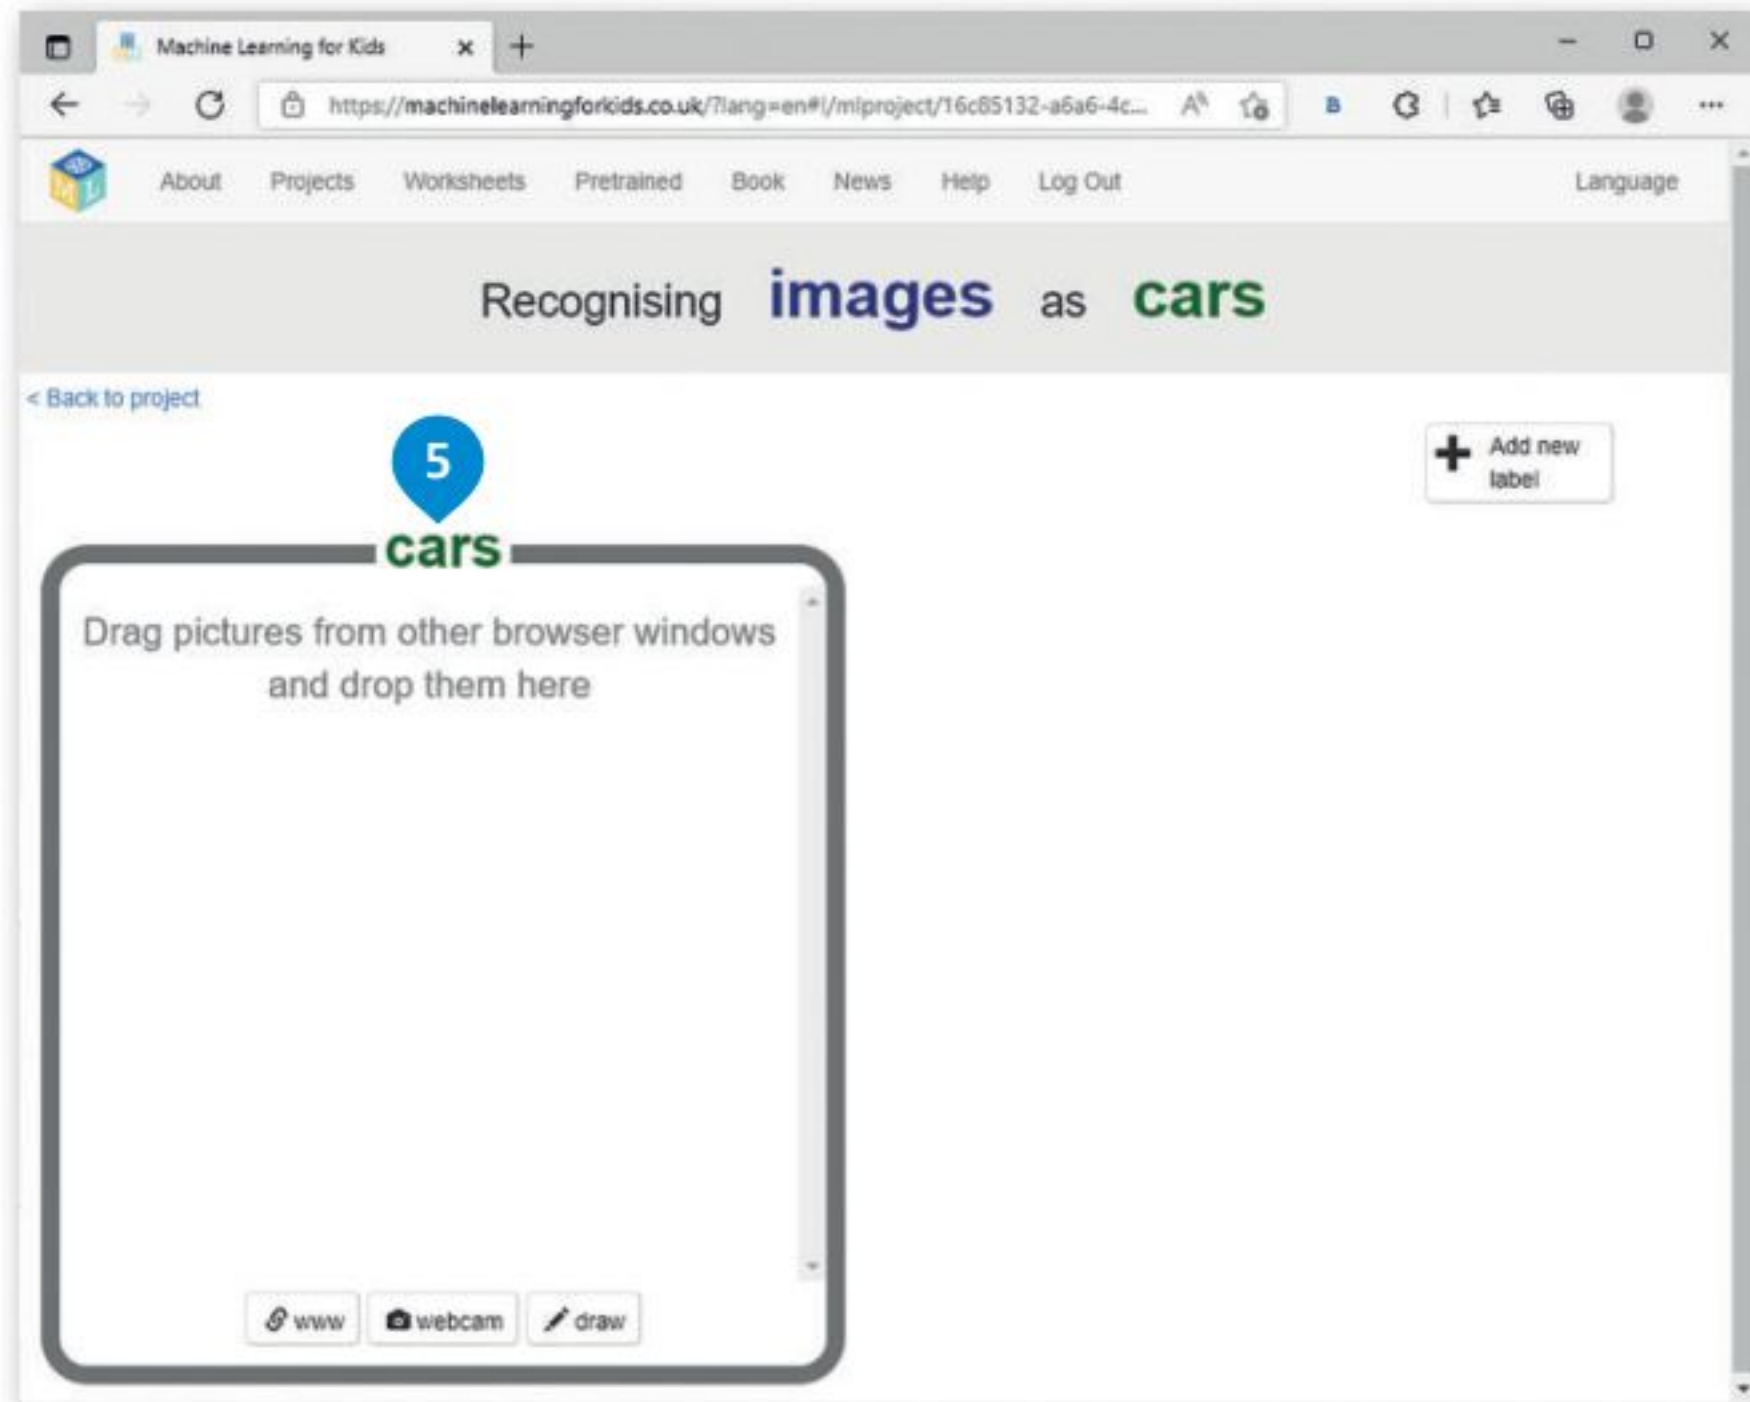 Machine Learning for Kids
https://machinelearningforkids.co.uk/?lang=en#!/mlproject/16c85132-a6a6-4c...
About Projects Worksheets Pretrained Book News Help Log Out Language
Recognising images as cars
< Back to project
Add new
label
5
cars
Drag pictures from other browser windows
and drop them here
www webcam draw